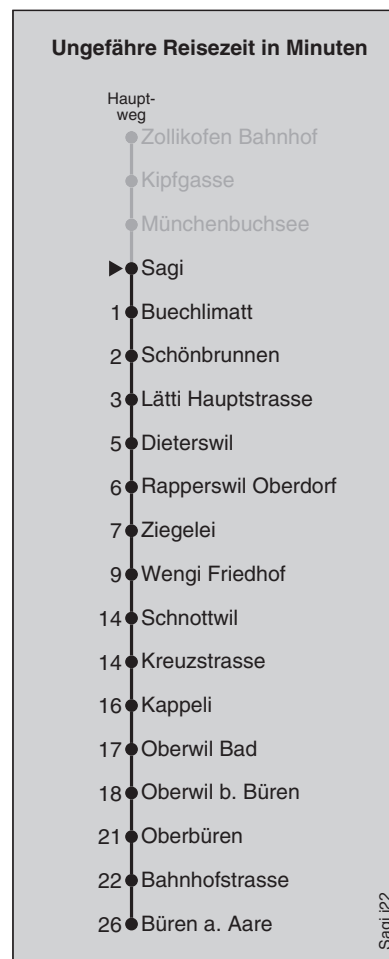 Ungefähre Reisezeit in Minuten
Haupt-
weg
Zollikofen Bahnhof
Kipfgasse
Münchenbuchsee
Sagi
1 Buechlimatt
2 Schönbrunnen
3 Lätti Hauptstrasse
5 Dieterswil
6 Rapperswil Oberdorf
7 Ziegelei
9 Wengi Friedhof
14 Schnottwil
14 Kreuzstrasse
16 Kappeli
17 Oberwil Bad
18 Oberwil b. Büren
21 Oberbüren
22 Bahnhofstrasse
26 Büren a. Aare
Sagi j22